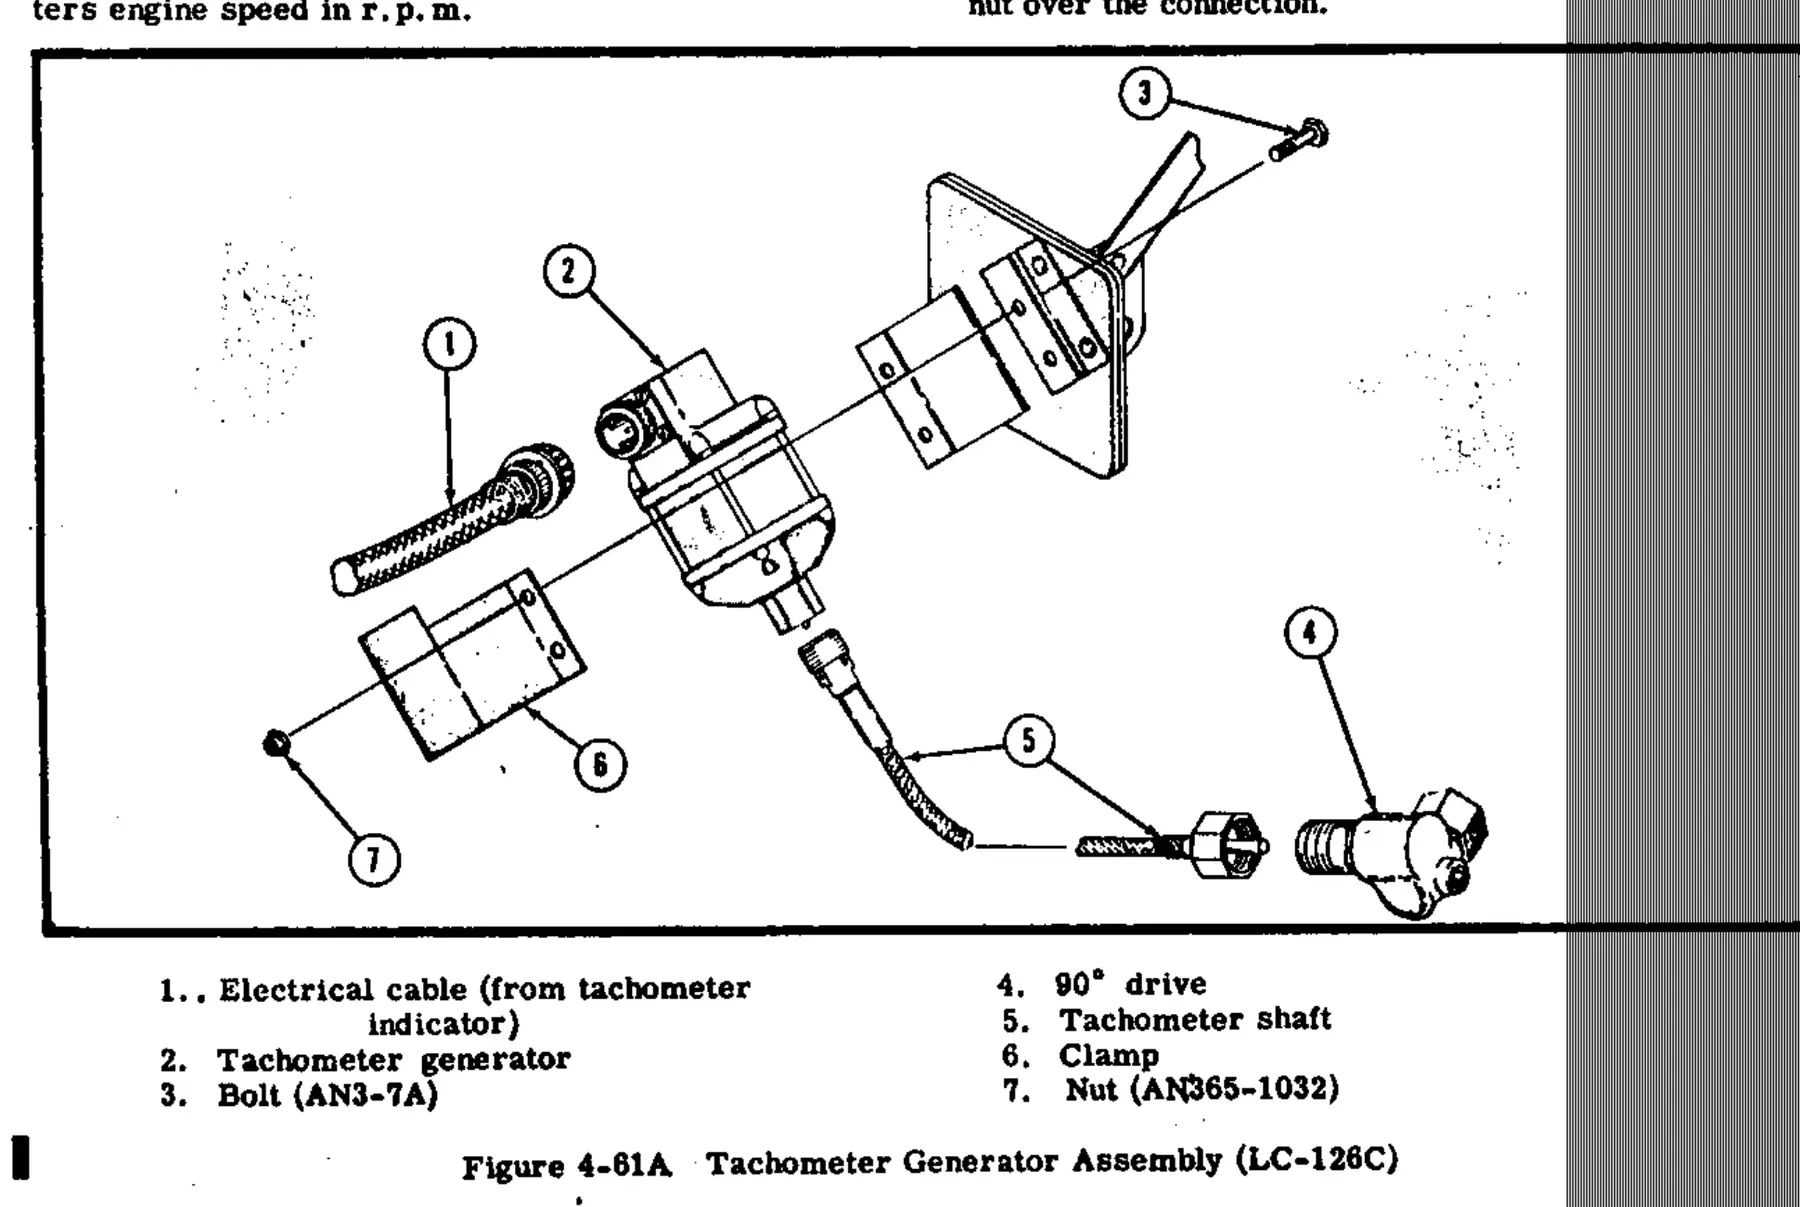 ters engine speed in r.p.m.
nut over the connection.
3
2
1
4
5
6
7
1.. Electrical cable (from tachometer
indicator)
2. Tachometer generator
3. Bolt (AN3-7A)
4. 90° drive
5. Tachometer shaft
6. Clamp
7. Nut (AN365-1032)
Figure 4-61A Tachometer Generator Assembly (LC-126C)